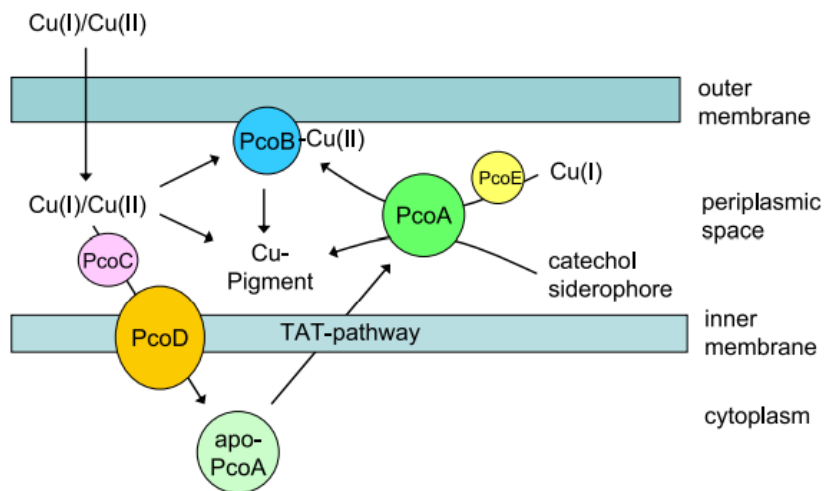 Cu(I)/Cu(II)
outer
membrane
PcoB-Cu(II)
PcoE
Cu(I)
Cu(I)/Cu(II)
PcoA
periplasmic
space
PcoC
Cu-
Pigment
catechol
siderophore
PcoD
TAT-pathway
inner
membrane
apo-
PcoA
cytoplasm